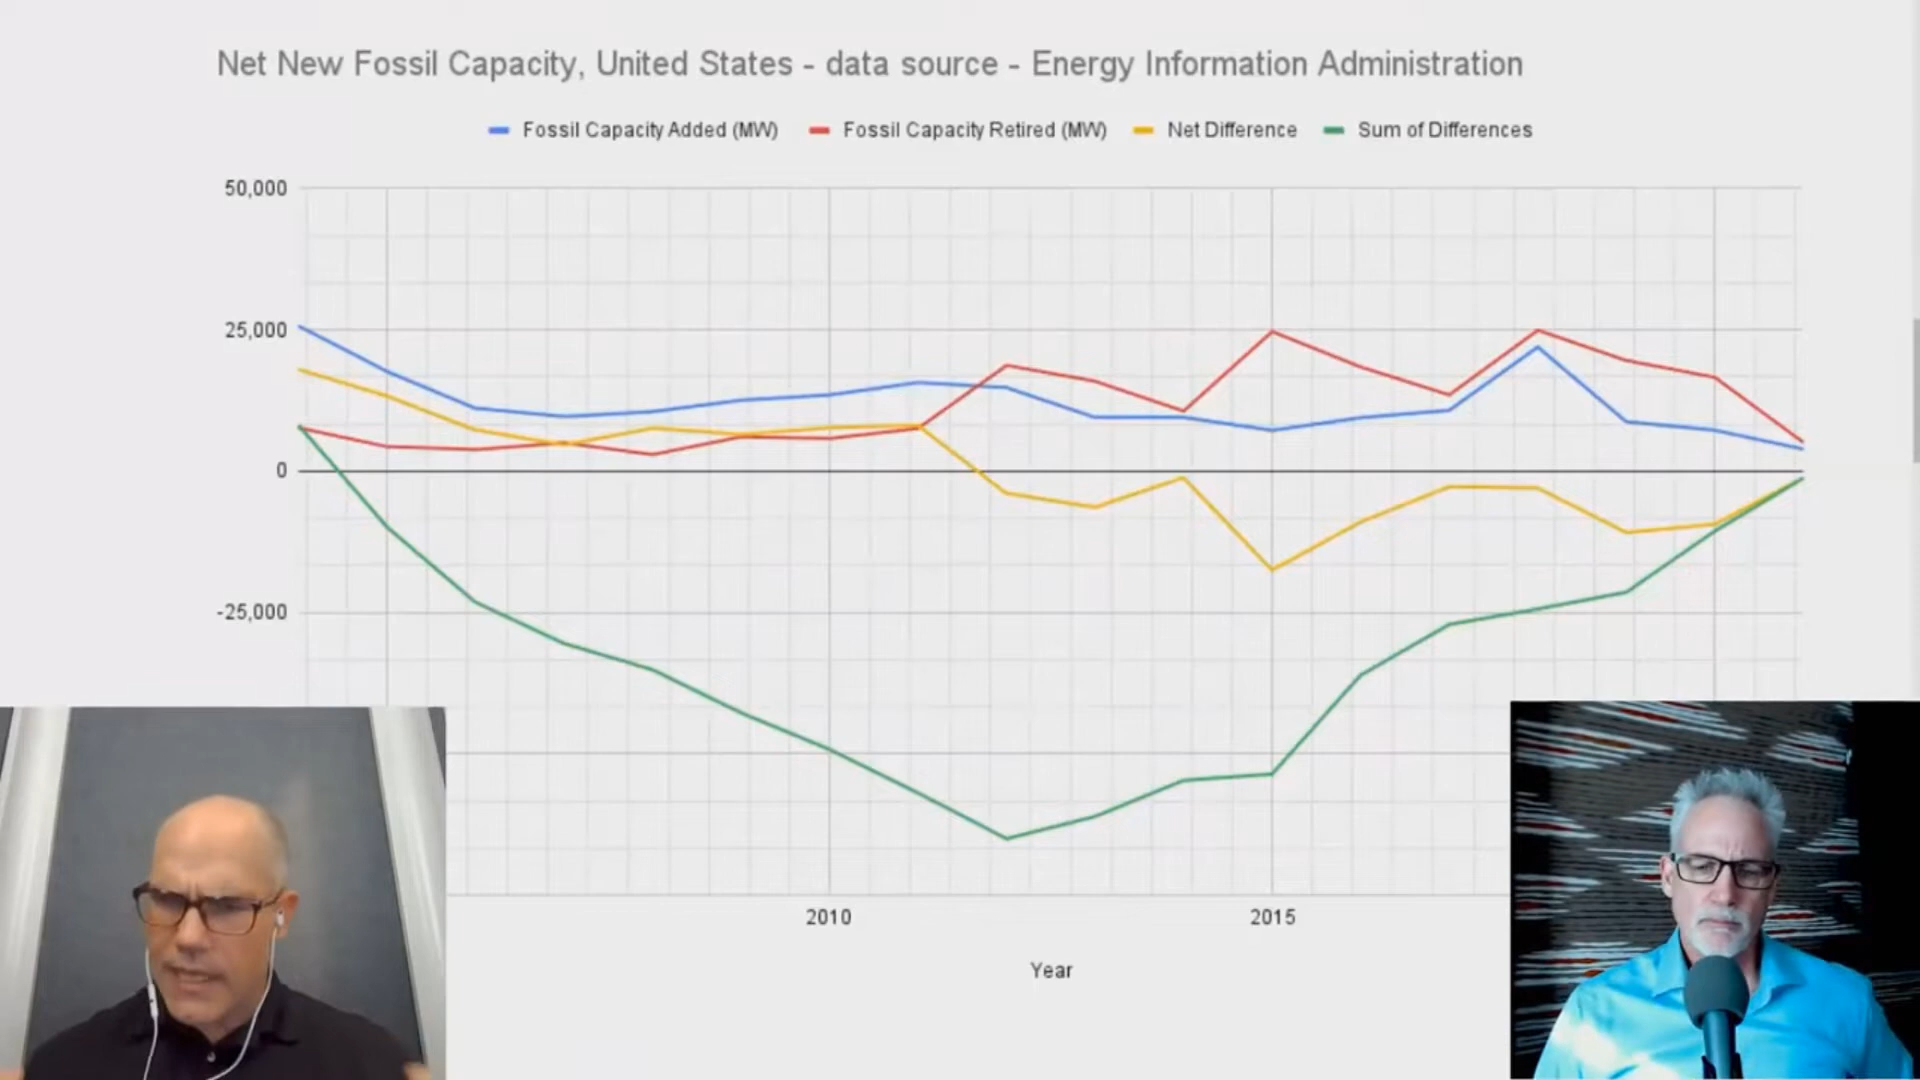 Net New Fossil Capacity, United States - data source - Energy Information Administration
Fossil Capacity Added (MW) Fossil Capacity Retired (MW) Net Difference Sum of Differences
50,000
25,000
0
-25,000
2010 2015
Year